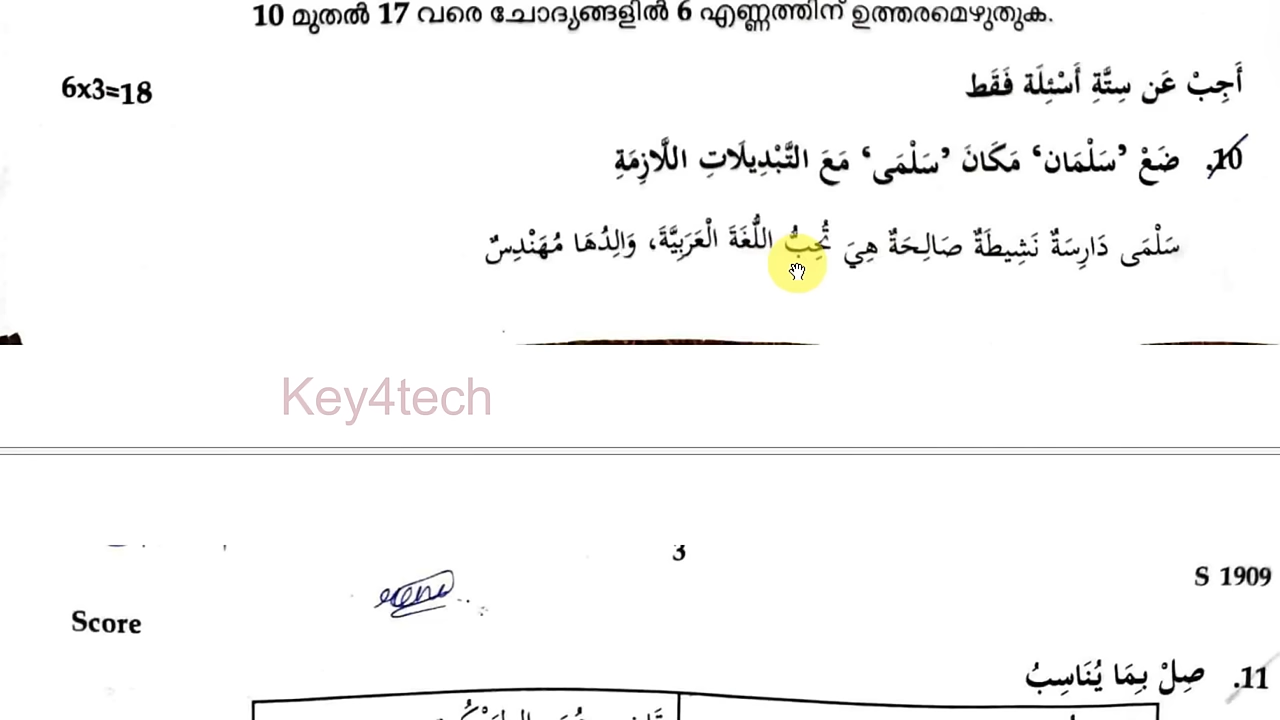 10 മുതൽ 17 വരെ ചോദ്യങ്ങളിൽ 6 എണ്ണത്തിന് ഉത്തരമെഴുതുക.
أَجِبْ عَن سِتَّةِ أَسْئِلَة فَقَط
6x3=18
10. ضَعْ ’سَلْمَان‘ مَكَانَ ’سَلْمَى‘ مَعَ التَّبْدِيلَاتِ اللَّازِمَةِ
سَلْمَى دَارِسَةٌ نَشِيطَةٌ صَالِحَةٌ هِيَ تُحِبُّ اللُّغَةَ الْعَرَبِيَّةَ، وَالِدُهَا مُهَنْدِسٌ
Key4tech
3
S 1909
Score
11. صِلْ بِمَا يُنَاسِبُ